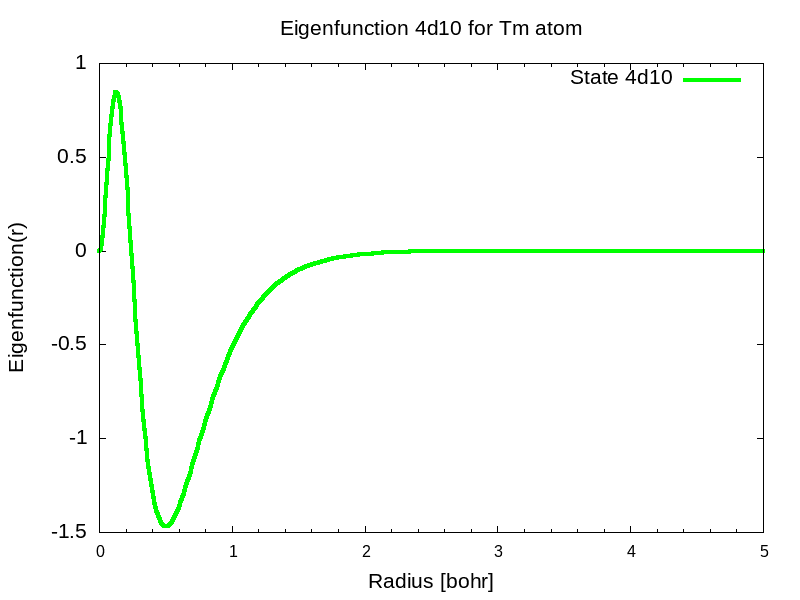 Eigenfunction 4d10 for Tm atom
State 4d10
1
0.5
0
-0.5
-1
-1.5
Eigenfunction(r)
0 1 2 3 4 5
Radius [bohr]